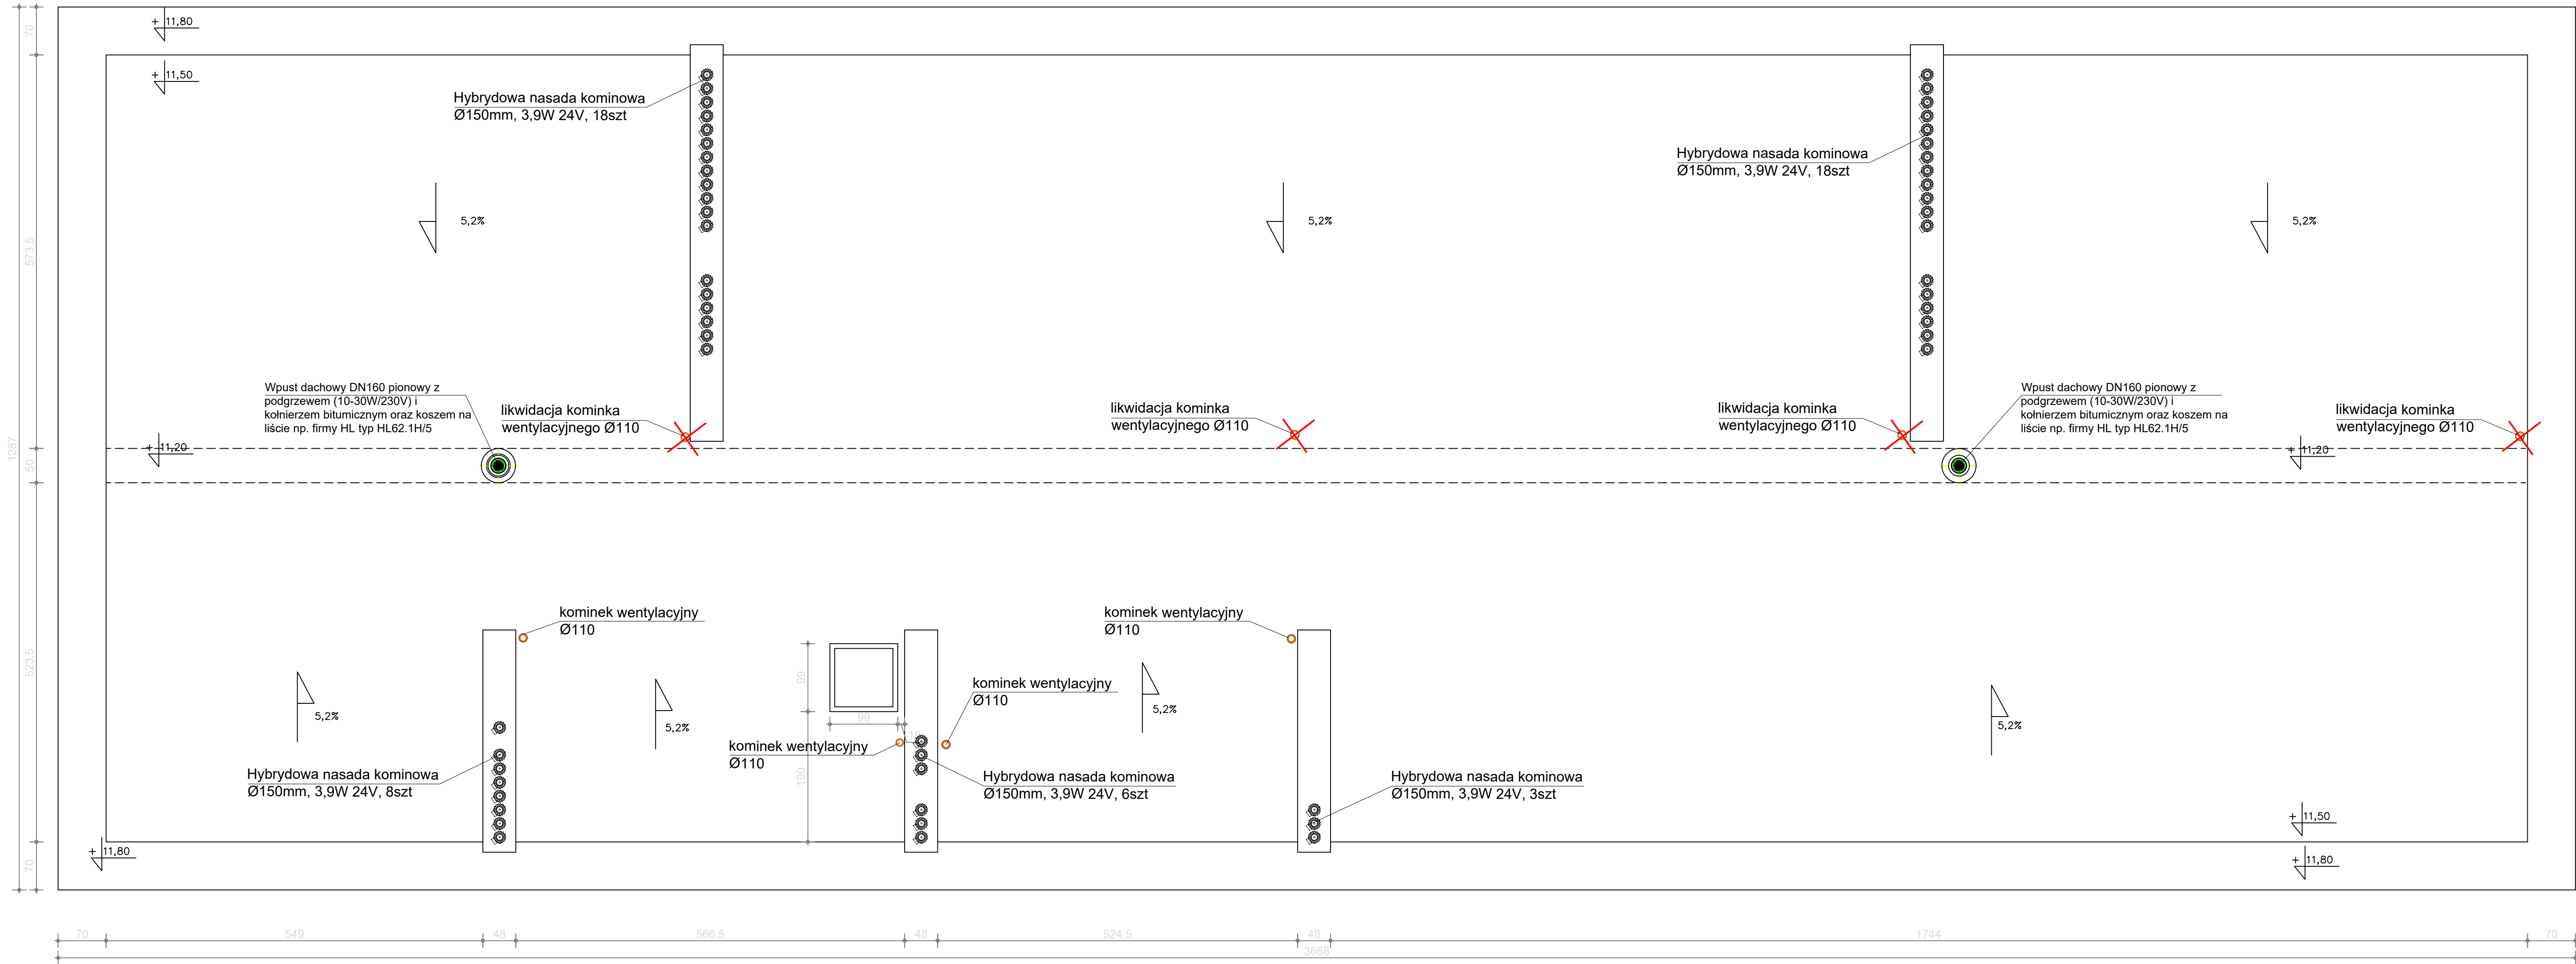 + 11,80
70
+ 11,50
Hybrydowa nasada kominowa
Ø150mm, 3,9W 24V, 18szt
Hybrydowa nasada kominowa
Ø150mm, 3,9W 24V, 18szt
5,2%
5,2%
5,2%
573.5
Wpust dachowy DN160 pionowy z
podgrzewem (10-30W/230V) i
kołnierzem bitumicznym oraz koszem na
liście np. firmy HL typ HL62.1H/5
likwidacja kominka
wentylacyjnego Ø110
likwidacja kominka
wentylacyjnego Ø110
likwidacja kominka
wentylacyjnego Ø110
Wpust dachowy DN160 pionowy z
podgrzewem (10-30W/230V) i
kołnierzem bitumicznym oraz koszem na
liście np. firmy HL typ HL62.1H/5
likwidacja kominka
wentylacyjnego Ø110
+ 11,20
+ 11,20
1287
50
kominek wentylacyjny
Ø110
kominek wentylacyjny
Ø110
523.5
99
kominek wentylacyjny
Ø110
5,2%
5,2%
5,2%
5,2%
99
10
kominek wentylacyjny
Ø110
190
Hybrydowa nasada kominowa
Ø150mm, 3,9W 24V, 8szt
Hybrydowa nasada kominowa
Ø150mm, 3,9W 24V, 6szt
Hybrydowa nasada kominowa
Ø150mm, 3,9W 24V, 3szt
+ 11,50
+ 11,80
+ 11,80
70
70
549
48
566.5
48
524.5
48
1744
70
3668